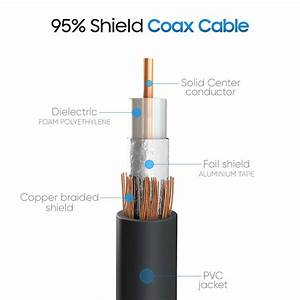 95% Shield Coax Cable
Solid Center
conductor
Dielectric
FOAM POLYETHYLENE
Foil shield
ALUMINIUM TAPE
Copper braided
shield
PVC
jacket